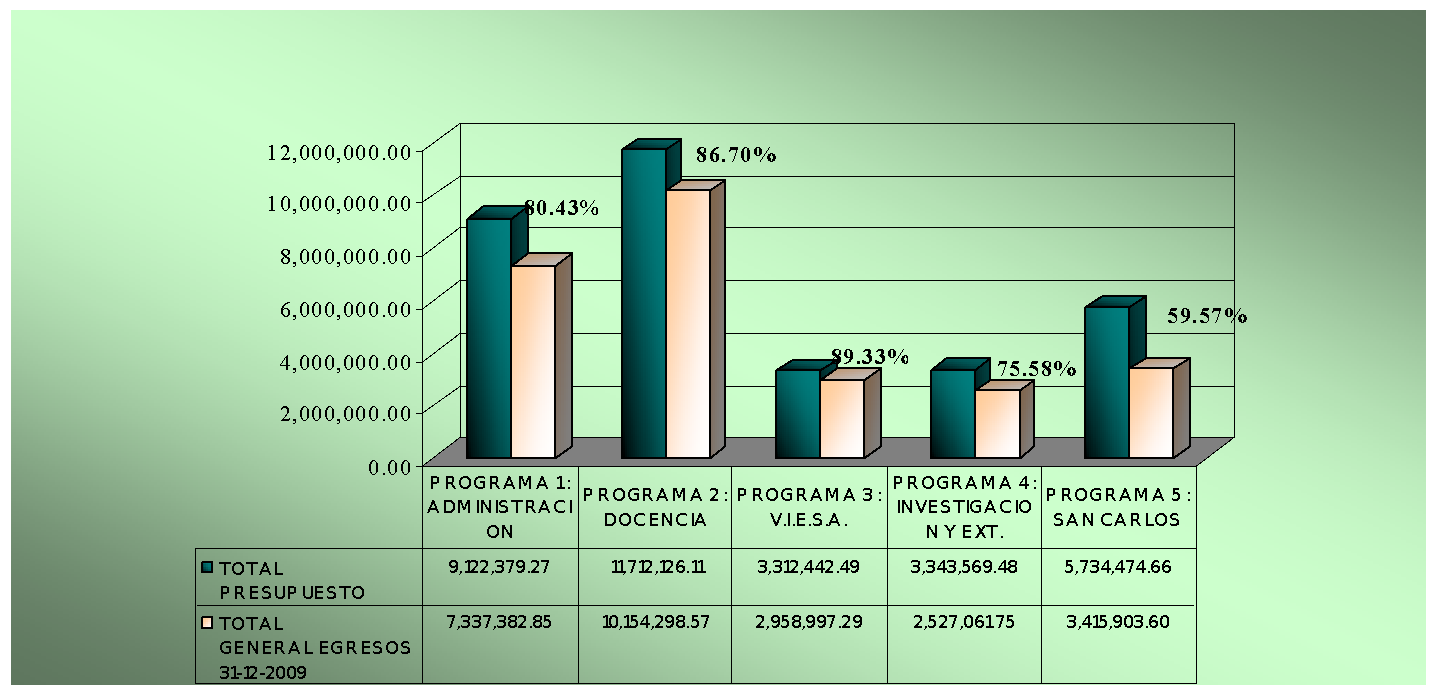 12,000,000.00
10,000,000.00
8,000,000.00
6,000,000.00
4,000,000.00
2,000,000.00
0.00
80.43%
86.70%
89.33%
75.58%
59.57%
PROGRAMA 1:
ADMINISTRACI
ON
PROGRAMA 2:
DOCENCIA
PROGRAMA 3:
V.I.E.S.A.
PROGRAMA 4:
INVESTIGACIO
N Y EXT.
PROGRAMA 5:
SAN CARLOS
TOTAL
PRESUPUESTO
9,122,379.27 11,712,126.11 3,312,442.49 3,343,569.48 5,734,474.66
TOTAL
GENERAL EGRESOS
31-12-2009
7,337,382.85 10,154,298.57 2,958,997.29 2,527,061.75 3,415,903.60